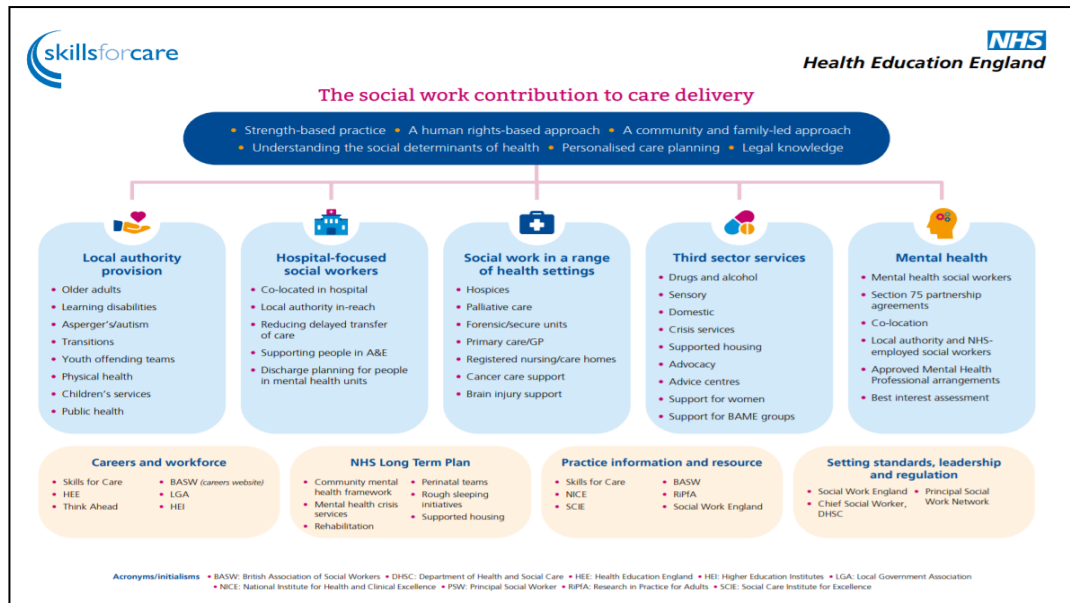 skillsforcare
NHS
Health Education England
The social work contribution to care delivery
• Strength-based practice • A human rights-based approach • A community and family-led approach
• Understanding the social determinants of health • Personalised care planning • Legal knowledge
Local authority
provision
• Older adults
• Learning disabilities
• Asperger's/autism
• Transitions
• Youth offending teams
• Physical health
• Children's services
• Public health
Hospital-focused
social workers
• Co-located in hospital
• Local authority in-reach
• Reducing delayed transfer
of care
• Supporting people in A&E
• Discharge planning for people
in mental health units
Social work in a range
of health settings
• Hospices
• Palliative care
• Forensic/secure units
• Primary care/GP
• Registered nursing/care homes
• Cancer care support
• Brain injury support
Third sector services
• Drugs and alcohol
• Sensory
• Domestic
• Crisis services
• Supported housing
• Advocacy
• Advice centres
• Support for women
• Support for BAME groups
Mental health
• Mental health social workers
• Section 75 partnership
agreements
• Co-location
• Local authority and NHS-
employed social workers
• Approved Mental Health
Professional arrangements
• Best interest assessment
Careers and workforce
• Skills for Care
• HEE
• Think Ahead
• BASW (careers website)
• LGA
• HEI
NHS Long Term Plan
• Community mental
health framework
• Mental health crisis
services
• Rehabilitation
• Perinatal teams
• Rough sleeping
initiatives
• Supported housing
Practice information and resource
• Skills for Care
• NICE
• SCIE
• BASW
• RiPfA
• Social Work England
Setting standards, leadership
and regulation
• Social Work England
• Chief Social Worker,
DHSC
• Principal Social
Work Network
Acronyms/initialisms • BASW: British Association of Social Workers • DHSC: Department of Health and Social Care • HEE: Health Education England • HEI: Higher Education Institutes • LGA: Local Government Association
• NICE: National Institute for Health and Clinical Excellence • PSW: Principal Social Worker • RiPfA: Research in Practice for Adults • SCIE: Social Care Institute for Excellence